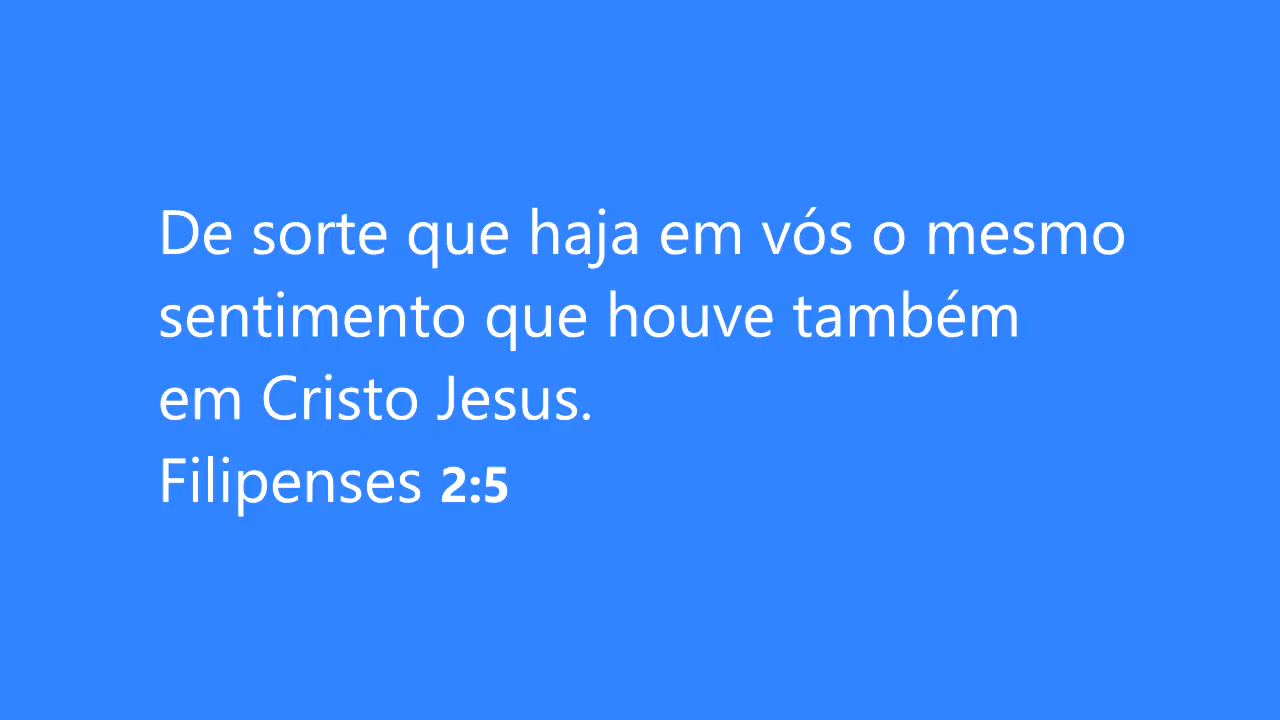 De sorte que haja em vós o mesmo
sentimento que houve também
em Cristo Jesus.
Filipenses 2:5